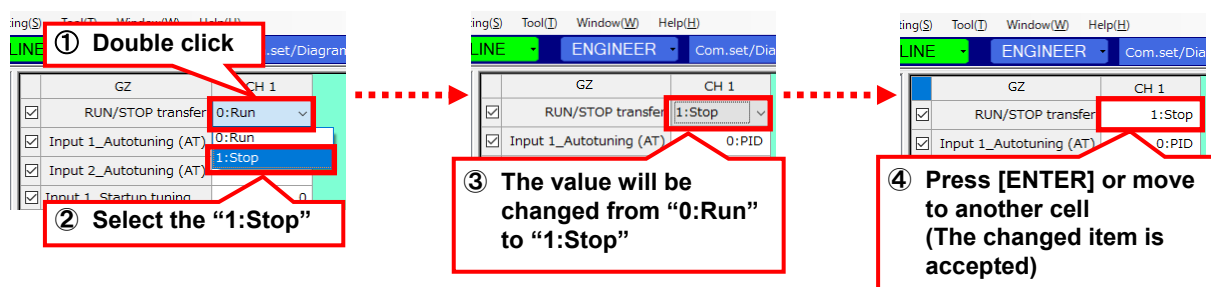 ting(S) Tool(T) Window(W) Help(H)
LINE
.set/Diagran
① Double click
GZ CH 1
RUN/STOP transfer 0:Run
Input 1_Autotuning (AT) 0:Run
1:Stop
Input 2_Autotuning (AT)
Input 1_Startup tuning 0
② Select the “1:Stop”
ing(S) Tool(T) Window(W) Help(H)
LINE ENGINEER Com.set/Dia
GZ CH 1
RUN/STOP transfer 1:Stop
Input 1_Autotuning (AT) 0:PID
③ The value will be
changed from “0:Run”
to “1:Stop”
ting(S) Tool(T) Window(W) Help(H)
LINE ENGINEER Com.set/Dia
GZ CH 1
RUN/STOP transfer 1:Stop
Input 1_Autotuning (AT) 0:PID
④ Press [ENTER] or move
to another cell
(The changed item is
accepted)